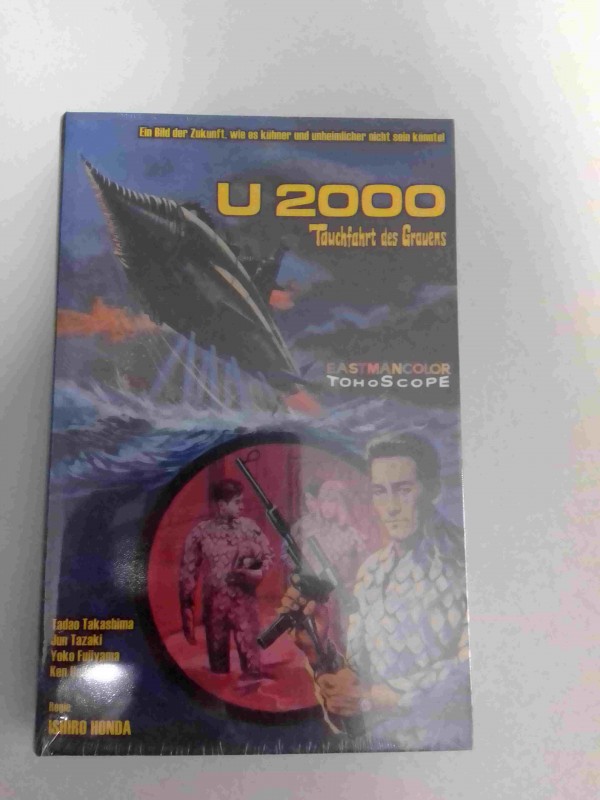 Ein Bild der Zukunft, wie es kühner und unheimlicher nicht sein könnte!
U 2000
Tauchfahrt des Grauens
EASTMANCOLOR
TOHOSCOPE
Tadao Takashima
Jun Tazaki
Yoko Fujiyama
Ken
Regie
ISHIRO HONDA